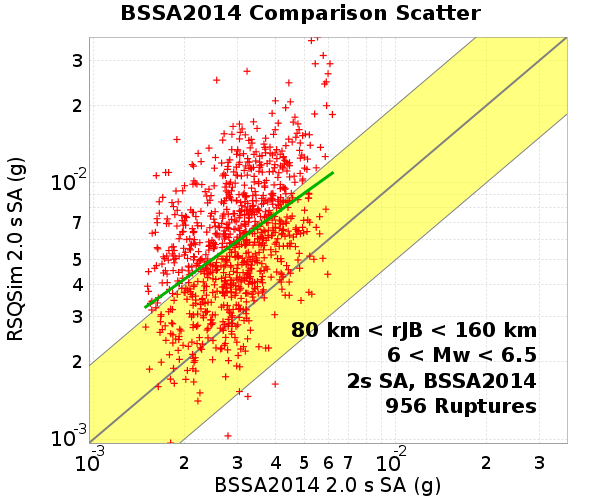 BSSA2014 Comparison Scatter
RSQSim 2.0 s SA (g)
3
2
10⁻²
7
5
4
3
2
10⁻³
80 km < rJB < 160 km
6 < Mw < 6.5
2s SA, BSSA2014
956 Ruptures
10⁻³ 2 3 4 5 6 7 10⁻² 2 3
BSSA2014 2.0 s SA (g)